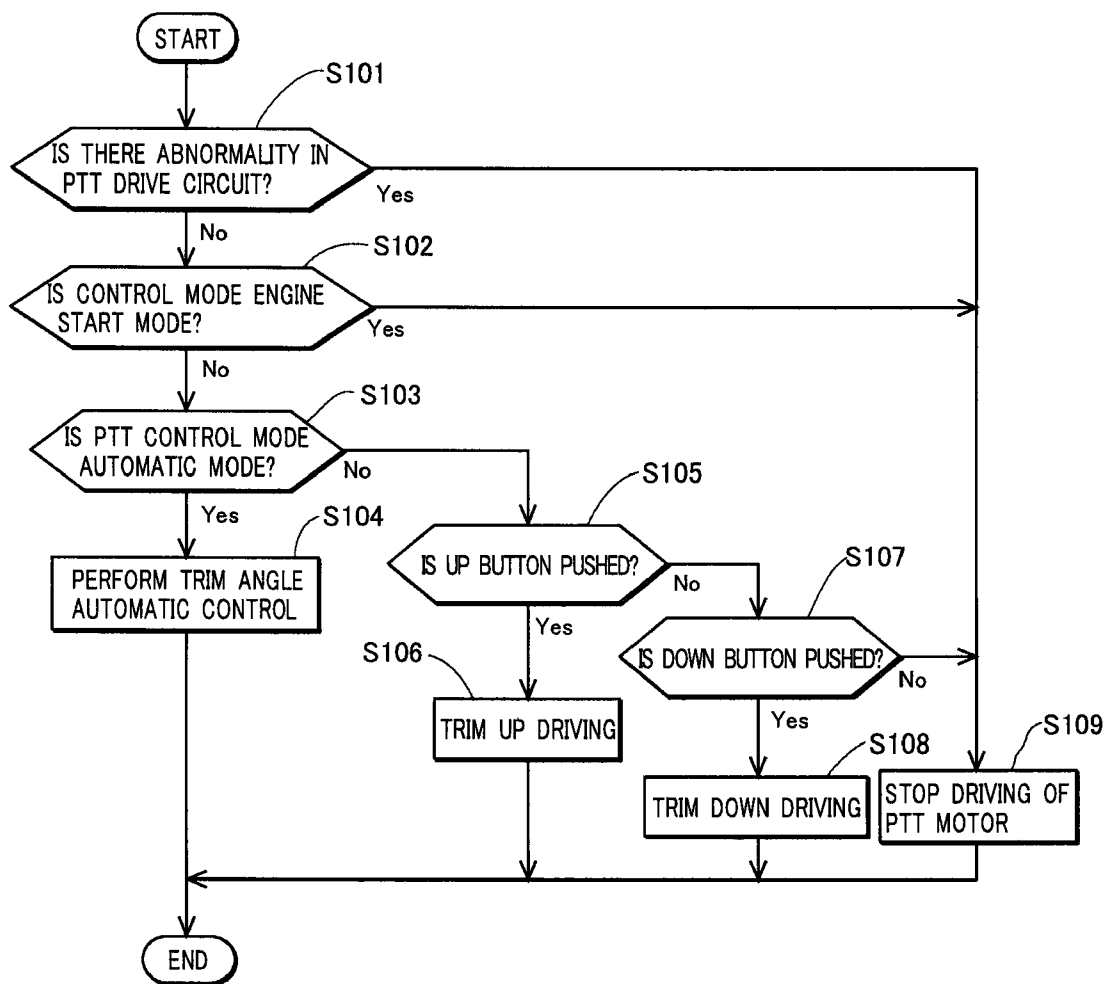 START
S101
IS THERE ABNORMALITY IN
PTT DRIVE CIRCUIT?
Yes
No
S102
IS CONTROL MODE ENGINE
START MODE?
Yes
No
S103
IS PTT CONTROL MODE
AUTOMATIC MODE?
No
Yes
S104
PERFORM TRIM ANGLE
AUTOMATIC CONTROL
S105
IS UP BUTTON PUSHED?
No
Yes
S106
TRIM UP DRIVING
S107
IS DOWN BUTTON PUSHED?
No
Yes
S108
TRIM DOWN DRIVING
S109
STOP DRIVING OF
PTT MOTOR
END